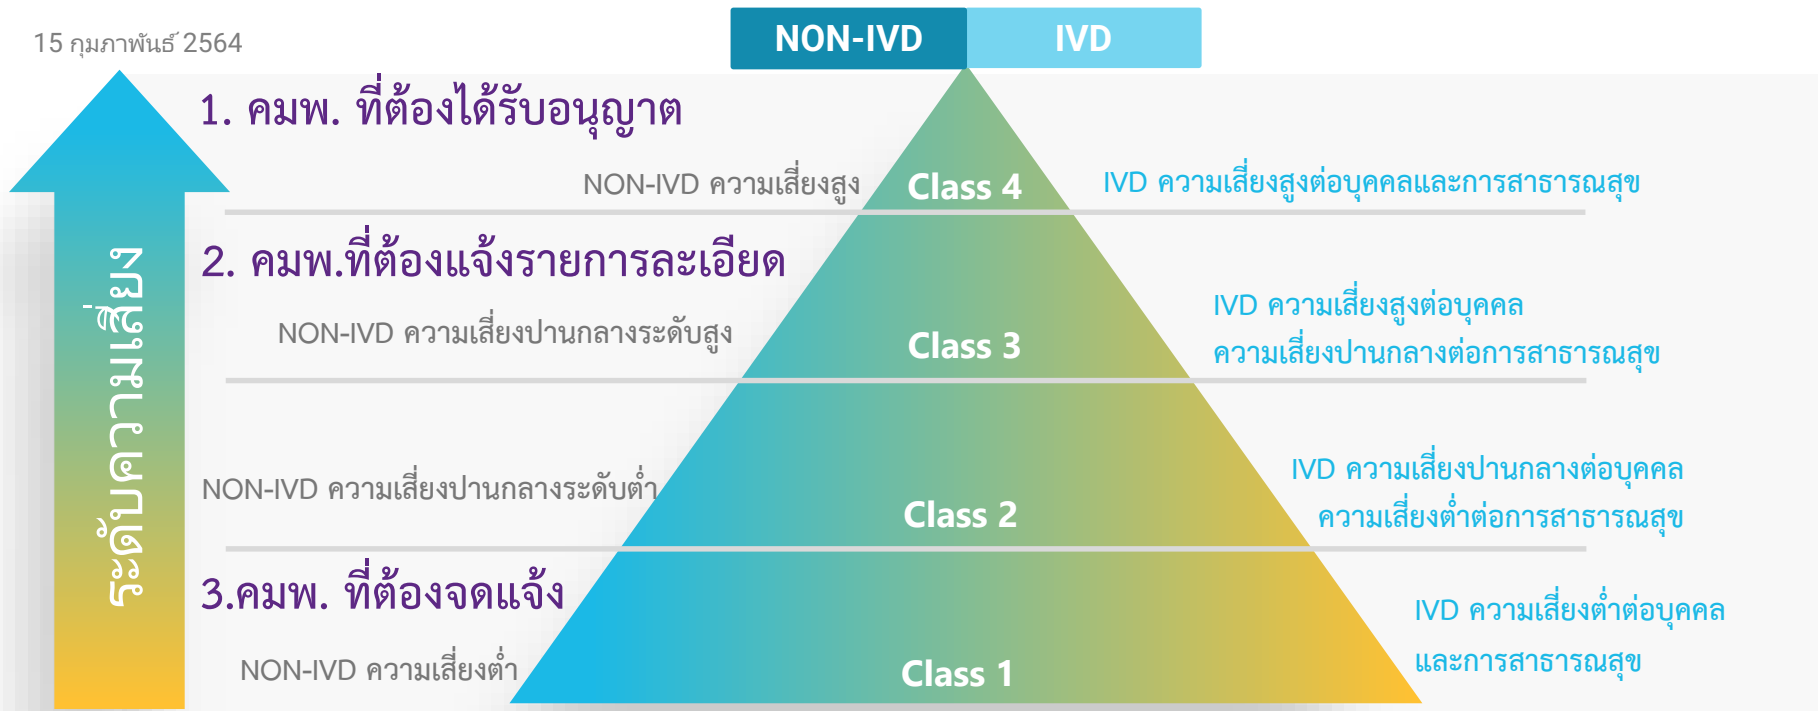 15 กุมภาพันธ์ 2564
NON-IVD
IVD
1. คมพ. ที่ต้องได้รับอนุญาต
NON-IVD ความเสี่ยงสูง
Class 4
IVD ความเสี่ยงสูงต่อบุคคลและการสาธารณสุข
2. คมพ.ที่ต้องแจ้งรายการละเอียด
NON-IVD ความเสี่ยงปานกลางระดับสูง
Class 3
IVD ความเสี่ยงสูงต่อบุคคล
ความเสี่ยงปานกลางต่อการสาธารณสุข
NON-IVD ความเสี่ยงปานกลางระดับต่ำ
Class 2
IVD ความเสี่ยงปานกลางต่อบุคคล
ความเสี่ยงต่ำต่อการสาธารณสุข
3.คมพ. ที่ต้องจดแจ้ง
NON-IVD ความเสี่ยงต่ำ
Class 1
IVD ความเสี่ยงต่ำต่อบุคคล
และการสาธารณสุข
ระดับความเสี่ยง